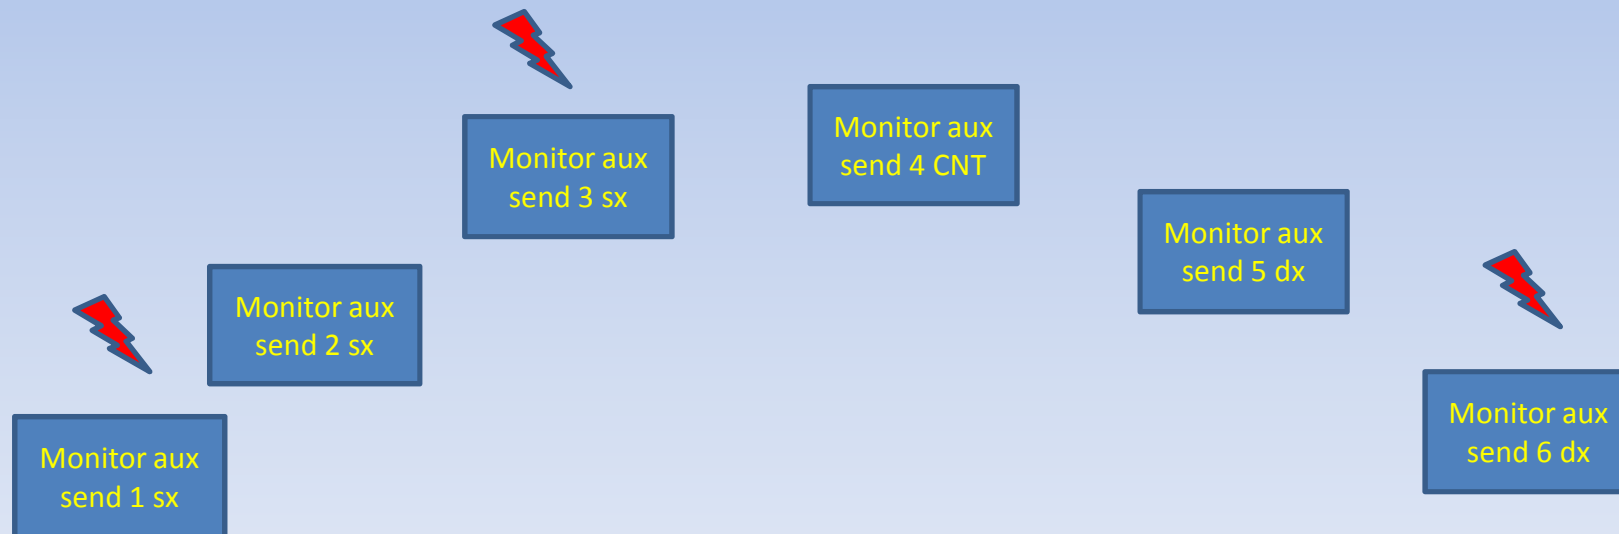 Monitor aux
send 1 sx
Monitor aux
send 2 sx
Monitor aux
send 3 sx
Monitor aux
send 4 CNT
Monitor aux
send 5 dx
Monitor aux
send 6 dx